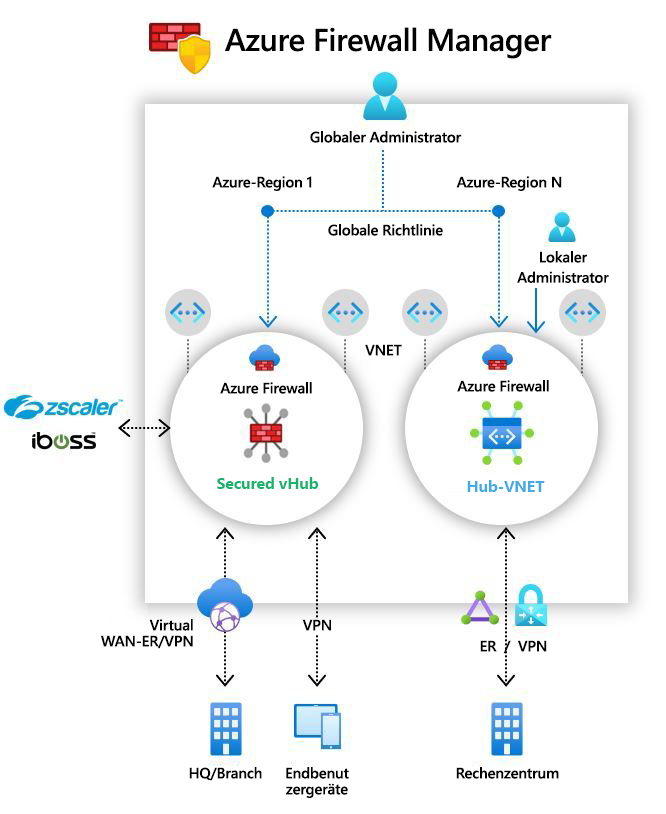 Azure Firewall Manager
Globaler Administrator
Azure-Region 1
Azure-Region N
Globale Richtlinie
Lokaler
Administrator
VNET
Azure Firewall
Azure Firewall
zscaler™
iboss
Secured vHub
Hub-VNET
Virtual
WAN-ER/VPN
VPN
ER / VPN
HQ/Branch
Endbenut
zergeräte
Rechenzentrum